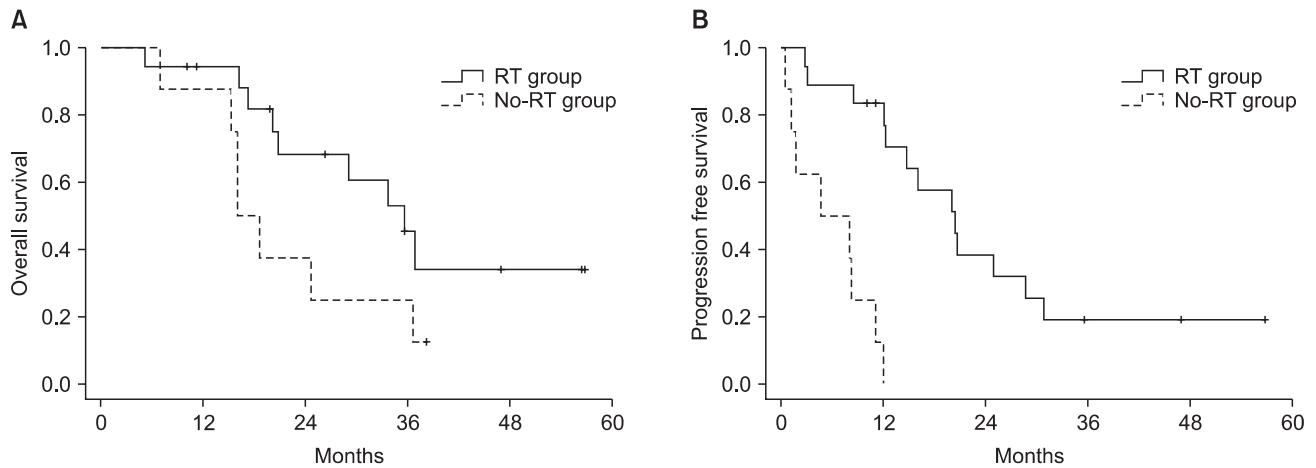 A
Overall survival
1.0
0.8
0.6
0.4
0.2
0.0
0 12 24 36 48 60
Months
RT group
No-RT group
B
Progression free survival
1.0
0.8
0.6
0.4
0.2
0.0
0 12 24 36 48 60
Months
RT group
No-RT group